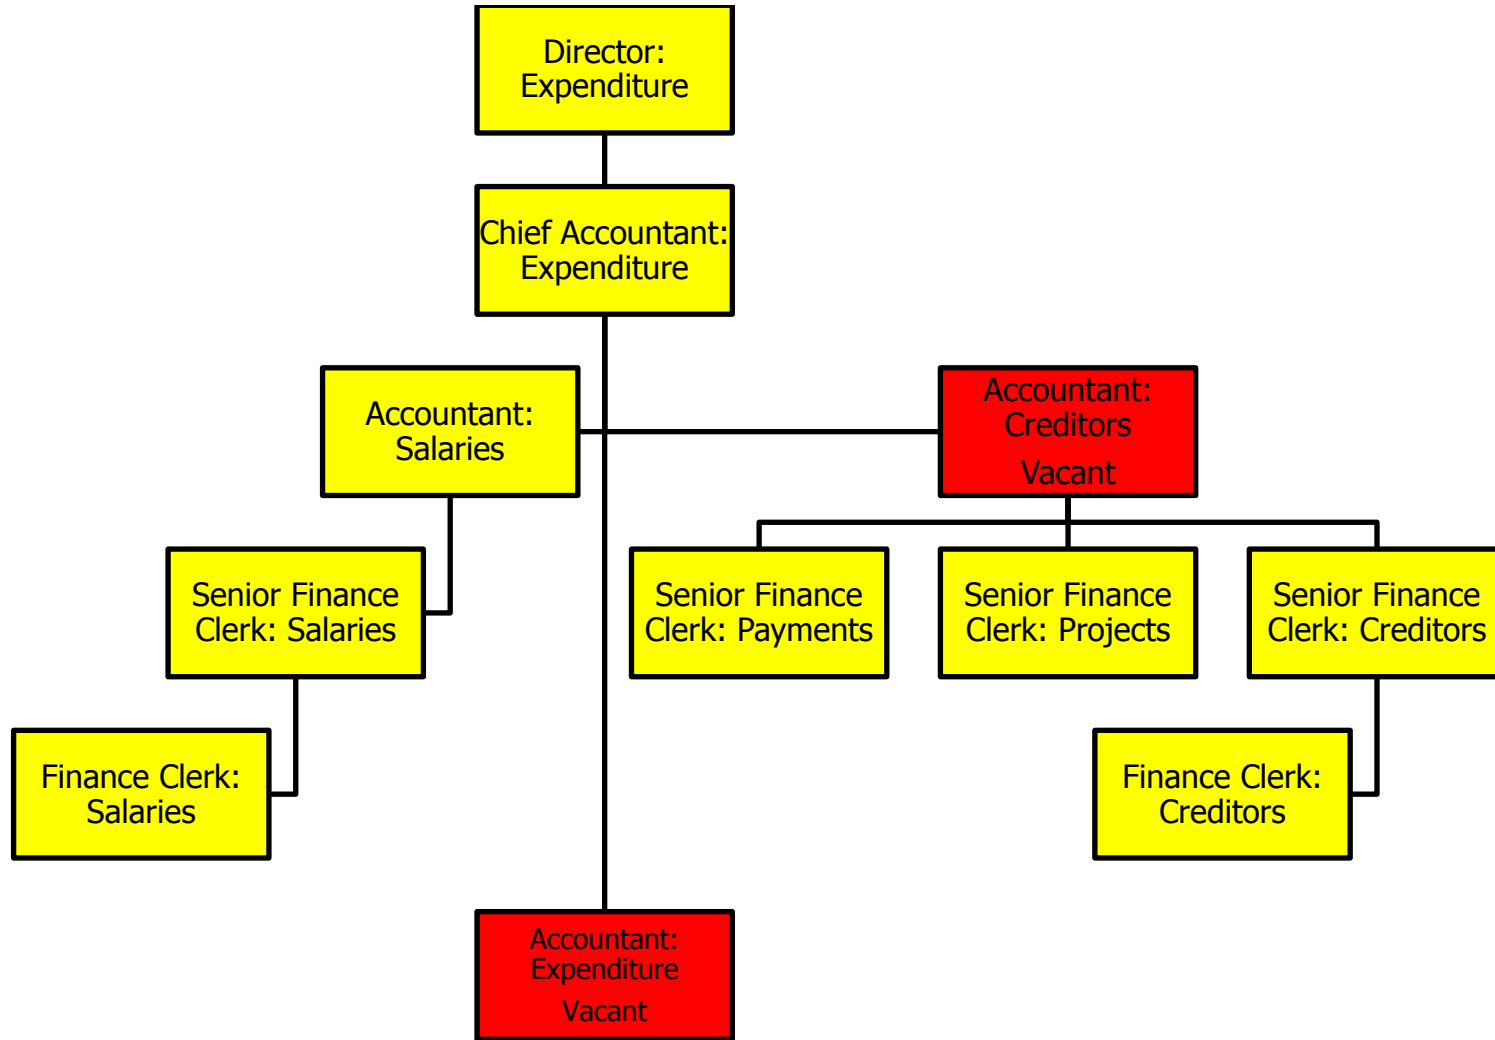 Director:
Expenditure
Chief Accountant:
Expenditure
Accountant:
Salaries
Accountant:
Creditors
Vacant
Senior Finance
Clerk: Salaries
Senior Finance
Clerk: Payments
Senior Finance
Clerk: Projects
Senior Finance
Clerk: Creditors
Finance Clerk:
Salaries
Finance Clerk:
Creditors
Accountant:
Expenditure
Vacant